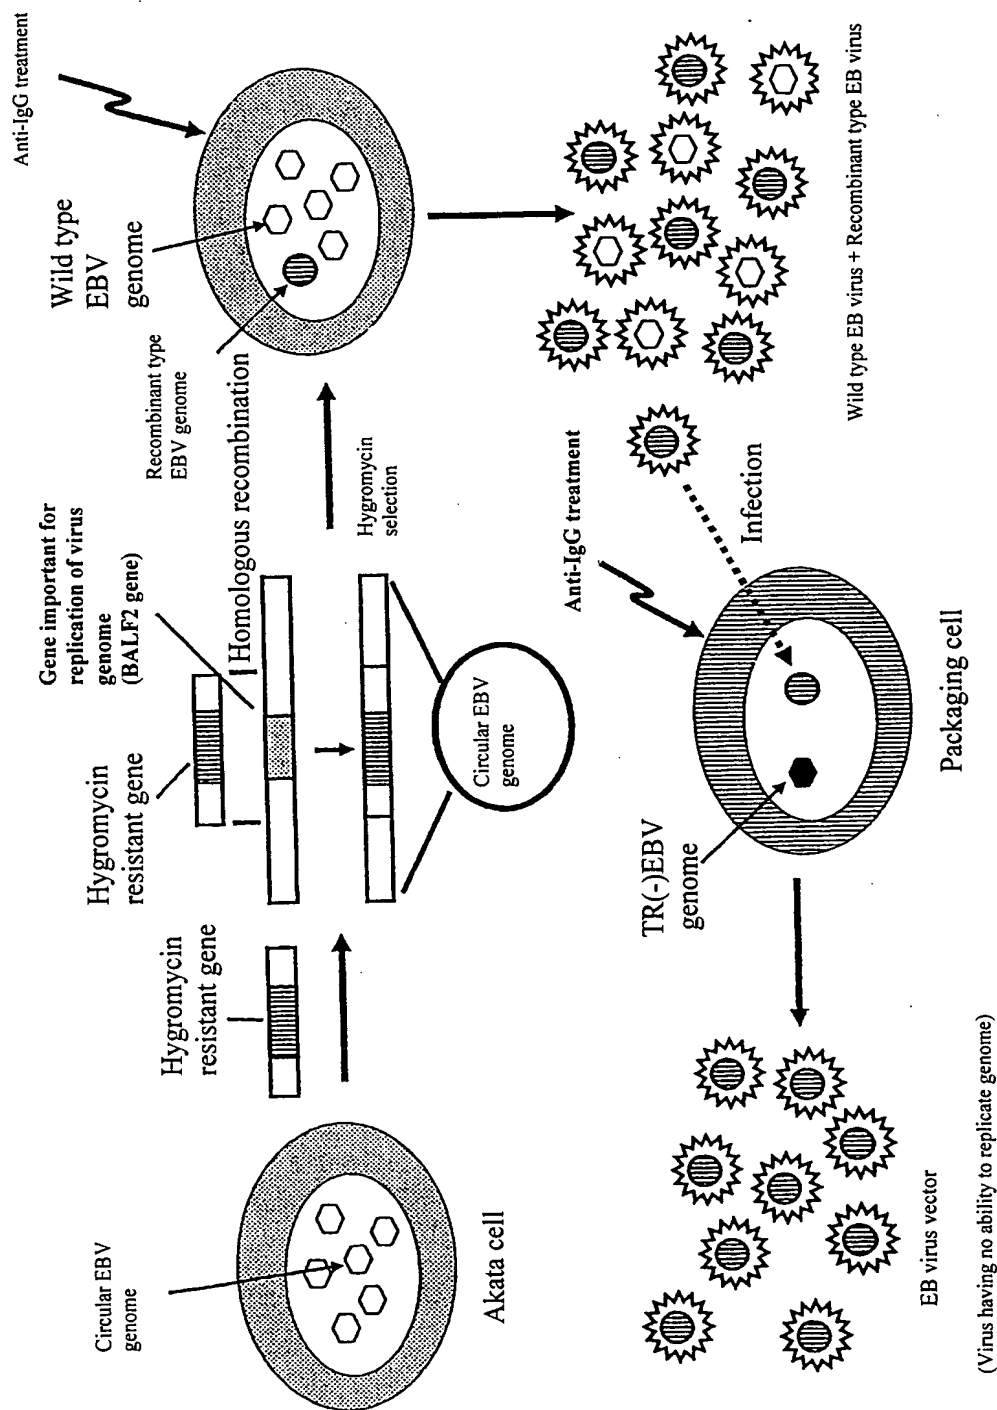 Circular EBV
genome
Akata cell
Hygromycin
resistant gene
Hygromycin
resistant gene
Gene important for
replication of virus
genome
(BALF2 gene)
Homologous recombination
Circular EBV
genome
Hygromycin
selection
Recombinant type
EBV genome
Wild type
EBV
genome
Anti-IgG treatment
Wild type EB virus + Recombinant type EB virus
Infection
Anti-IgG treatment
TR(-)EBV
genome
Packaging cell
EB virus vector
(Virus having no ability to replicate genome)